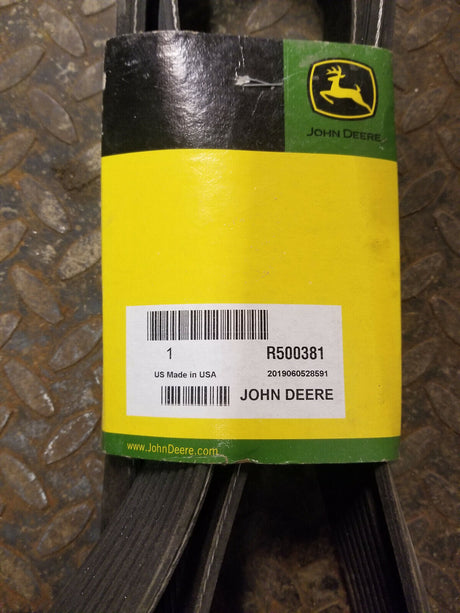 JOHN DEERE
1 R500381
US Made in USA 2019060528591
JOHN DEERE
www.JohnDeere.com